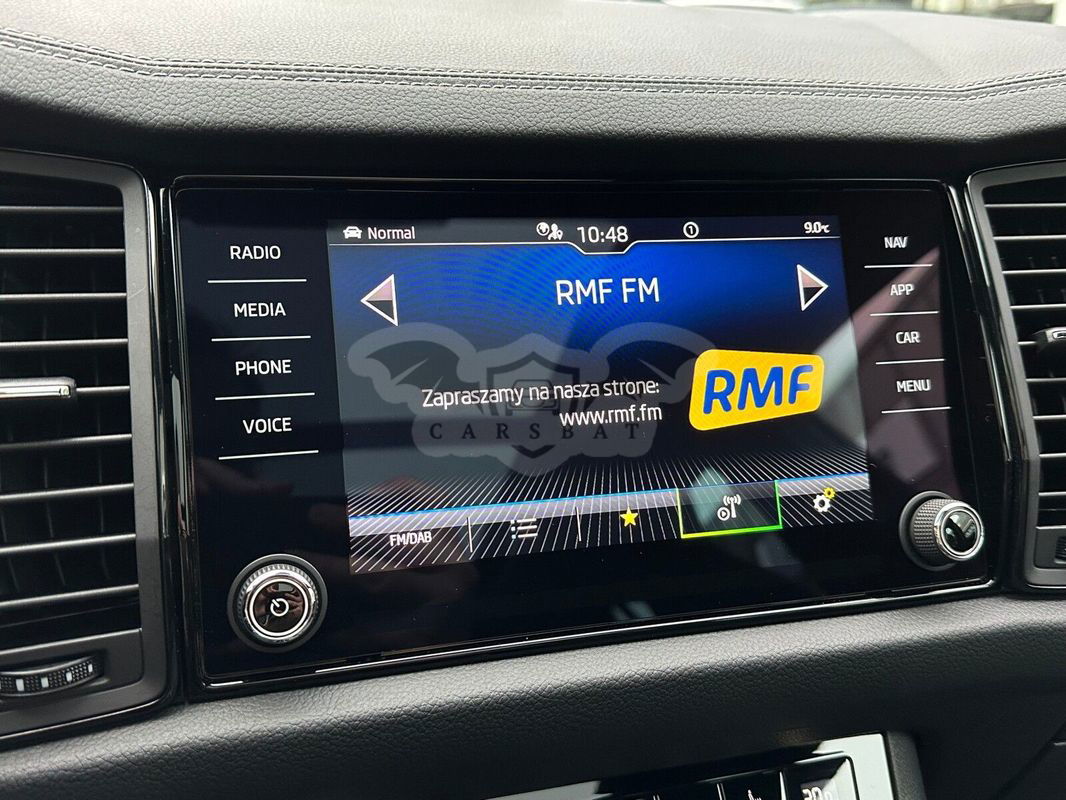 Normal
10:48
1
9.0°C
RADIO
MEDIA
PHONE
VOICE
NAV
APP
CAR
MENU
RMF FM
Zapraszamy na nasza strone:
www.rmf.fm
RMF
CARSBAT
FM/DAB